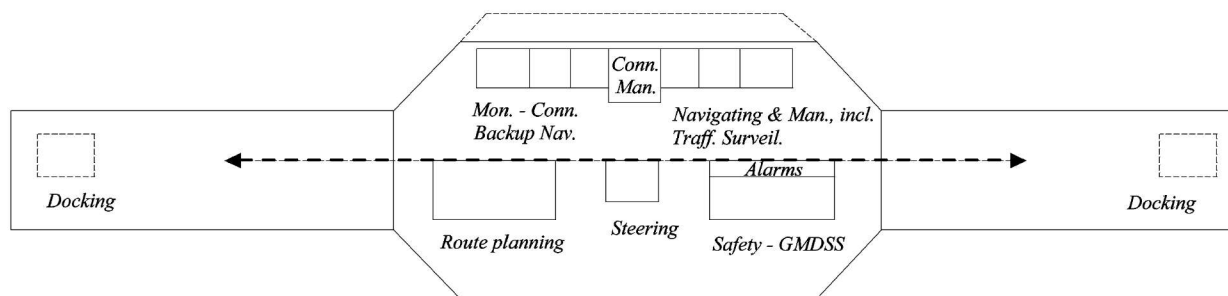 Conn.
Man.
Mon. - Conn.
Backup Nav.
Navigating & Man., incl.
Traff. Surveil.
Alarms
Docking
Docking
Route planning
Steering
Safety - GMDSS